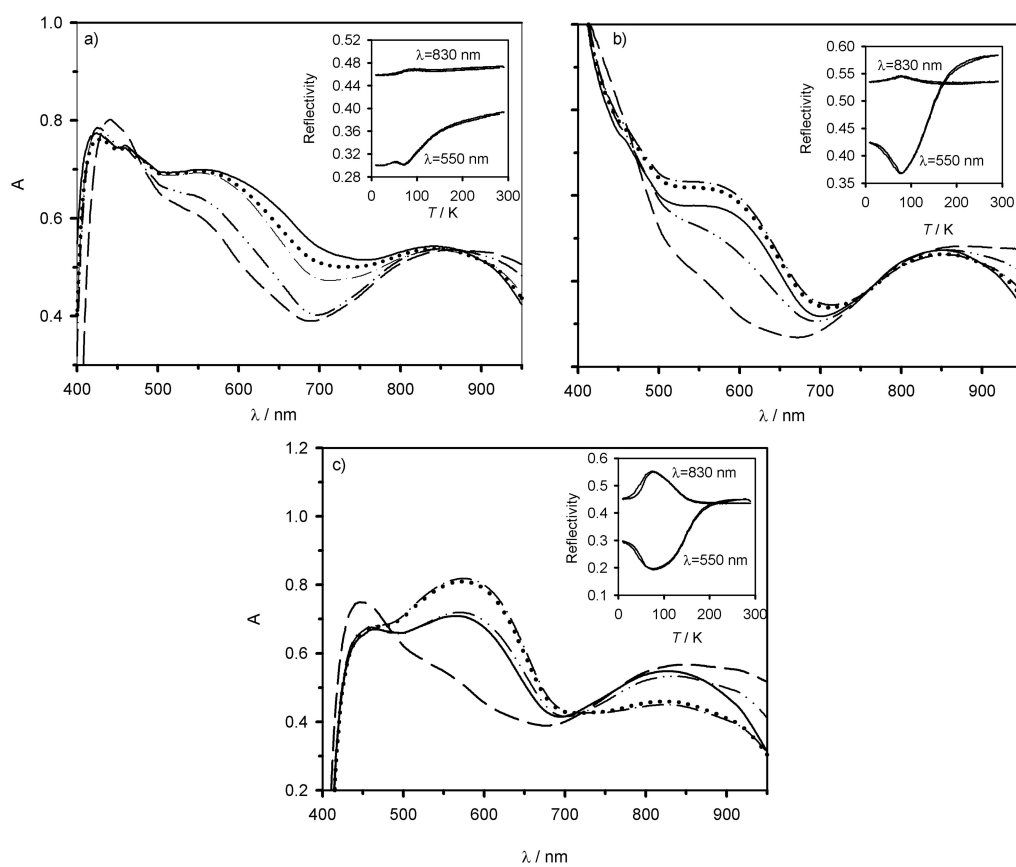 a)
1.0
0.8
0.6
0.4
A
400 500 600 700 800 900
λ / nm
0.52
0.48
0.44
0.40
0.36
0.32
0.28
Reflectivity
λ=830 nm
λ=550 nm
0 100 200 300
T / K
b)
400 500 600 700 800 900
λ / nm
0.60
0.55
0.50
0.45
0.40
0.35
Reflectivity
λ=830 nm
λ=550 nm
0 100 200 300
T / K
c)
1.2
1.0
0.8
0.6
0.4
0.2
A
400 500 600 700 800 900
λ / nm
0.6
0.5
0.4
0.3
0.2
0.1
Reflectivity
λ=830 nm
λ=550 nm
0 100 200 300
T / K